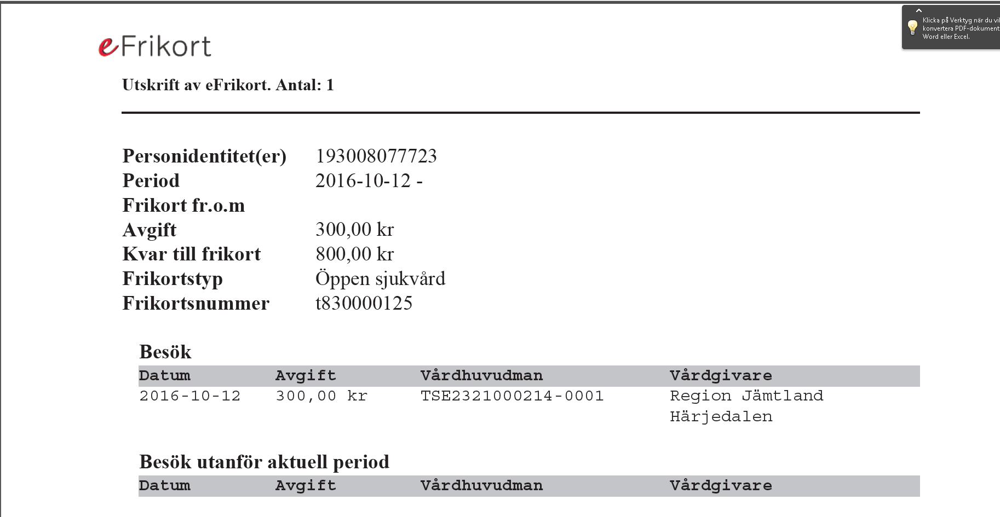 Klicka på Verktyg när du vil
konvertera PDF-dokument
Word eller Excel.
eFrikort
Utskrift av eFrikort. Antal: 1
Personidentitet(er) 193008077723
Period 2016-10-12 -
Frikort fr.o.m
Avgift 300,00 kr
Kvar till frikort 800,00 kr
Frikortstyp Öppen sjukvård
Frikortsnummer t830000125
Besök
Datum Avgift Vårdhuvudman Vårdgivare
2016-10-12 300,00 kr TSE2321000214-0001 Region Jämtland
Härjedalen
Besök utanför aktuell period
Datum Avgift Vårdhuvudman Vårdgivare